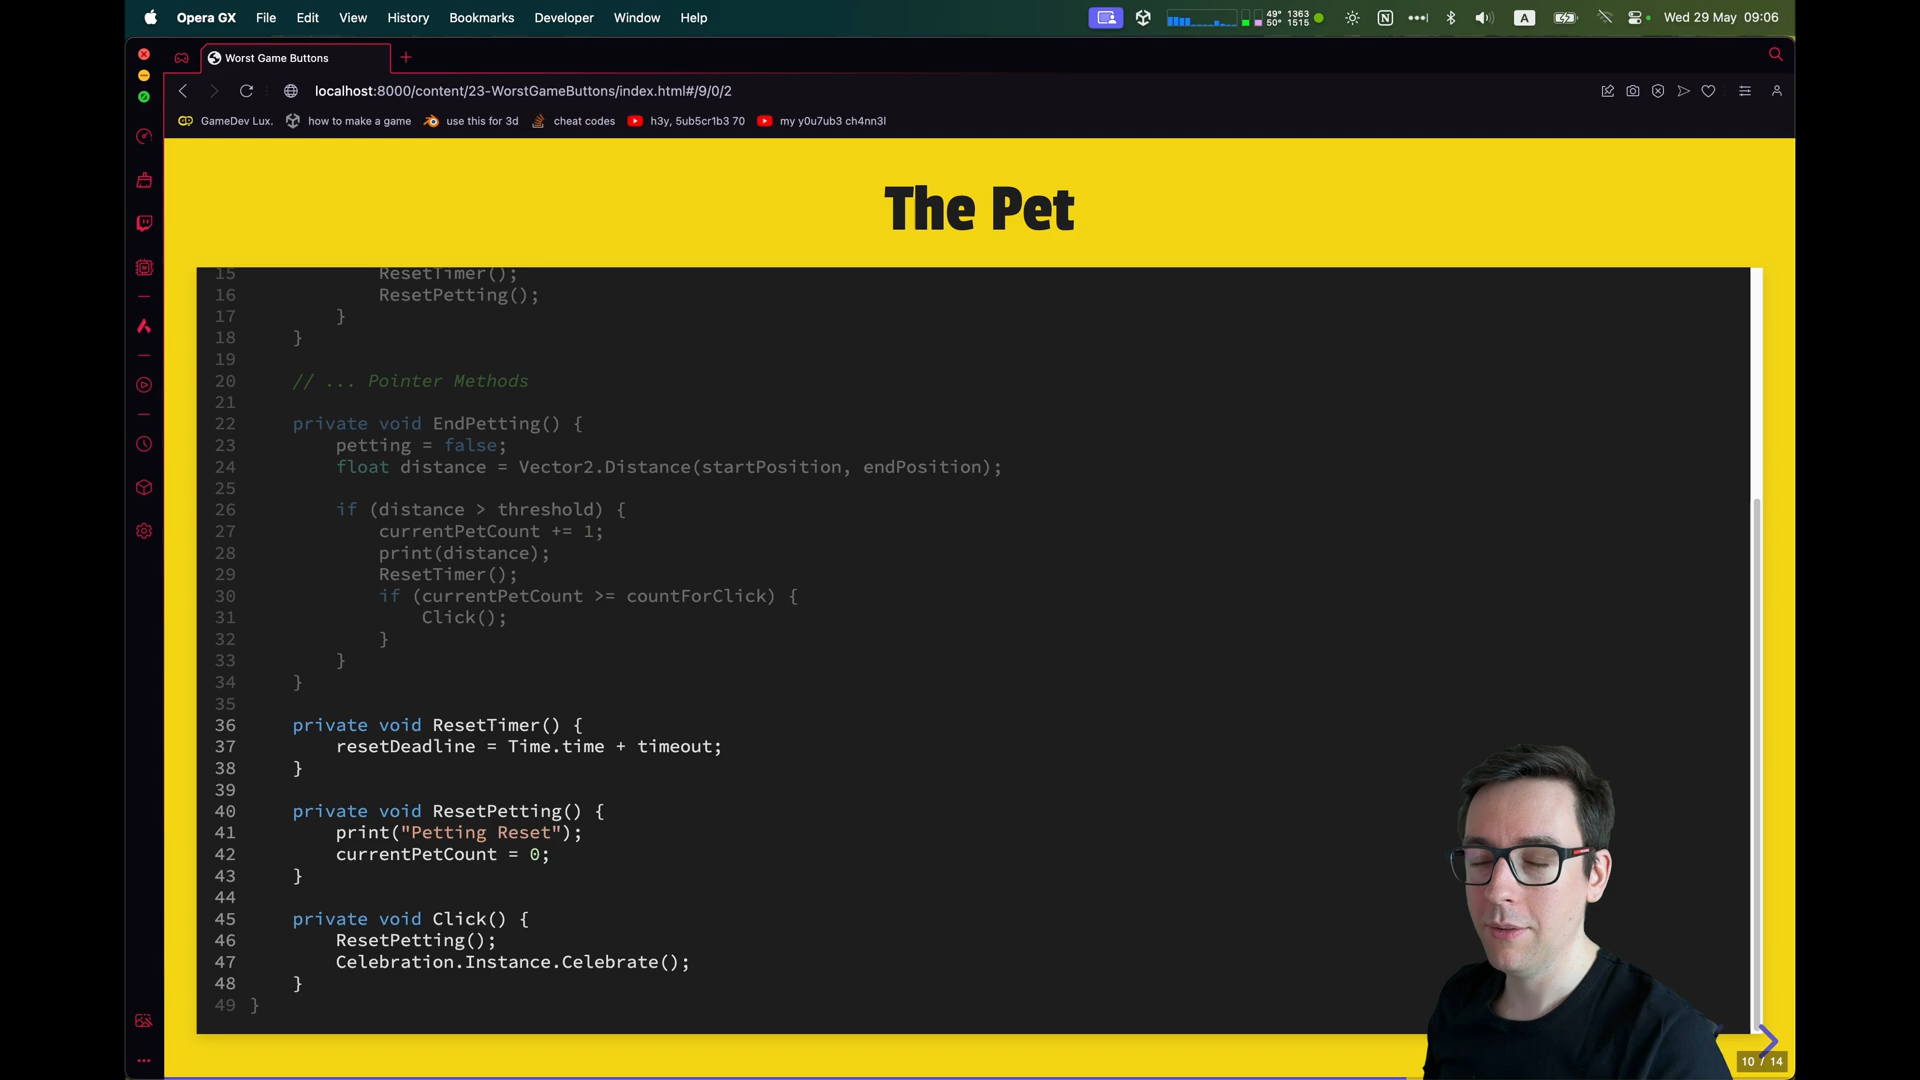 Opera GX File Edit View History Bookmarks Developer Window Help
49° 1363
50° 1515
A
Wed 29 May 09:06
Worst Game Buttons
localhost:8000/content/23-WorstGameButtons/index.html#/9/0/2
GameDev Lux. how to make a game use this for 3d cheat codes h3y, 5ub5cr1b3 70 my y0u7ub3 ch4nn3l
The Pet
15 ResetTimer();
16 ResetPetting();
17 }
18 }
19
20 // ... Pointer Methods
21
22 private void EndPetting() {
23 petting = false;
24 float distance = Vector2.Distance(startPosition, endPosition);
25
26 if (distance > threshold) {
27 currentPetCount += 1;
28 print(distance);
29 ResetTimer();
30 if (currentPetCount >= countForClick) {
31 Click();
32 }
33 }
34 }
35
36 private void ResetTimer() {
37 resetDeadline = Time.time + timeout;
38 }
39
40 private void ResetPetting() {
41 print("Petting Reset");
42 currentPetCount = 0;
43 }
44
45 private void Click() {
46 ResetPetting();
47 Celebration.Instance.Celebrate();
48 }
49 }
10 / 14